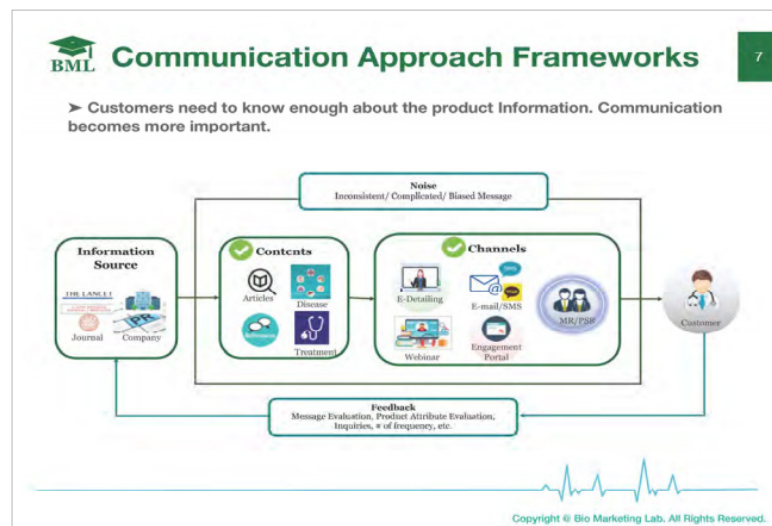 BML
Communication Approach Frameworks
7
➤ Customers need to know enough about the product Information. Communication
becomes more important.
Noise
Inconsistent/ Complicated/ Biased Message
Information
Source
THE LANCET
PR
Journal
Company
Contents
Articles
Disease
Treatment
Channels
E-Detailing
E-mail/SMS
Webinar
Engagement
Portal
MR/PSR
Customer
Feedback
Message Evaluation, Product Attribute Evaluation,
Inquiries, # of frequency, etc.
Copyright © Bio Marketing Lab. All Rights Reserved.